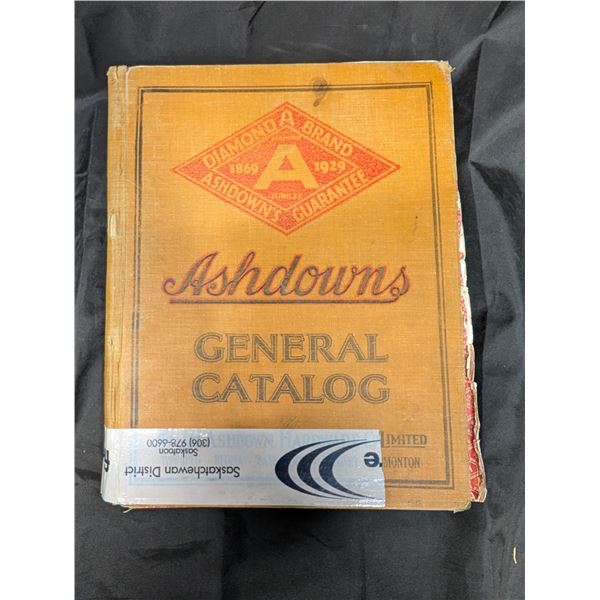 DIAMOND A BRAND
1869 A 1929
JUBILEE
ASHDOWN'S GUARANTEE
Ashdowns
GENERAL
CATALOG
ASHDOWN HARDWARE LIMITED
MONTON
Saskatchewan District
Saskatoon
(306) 978-6600
e